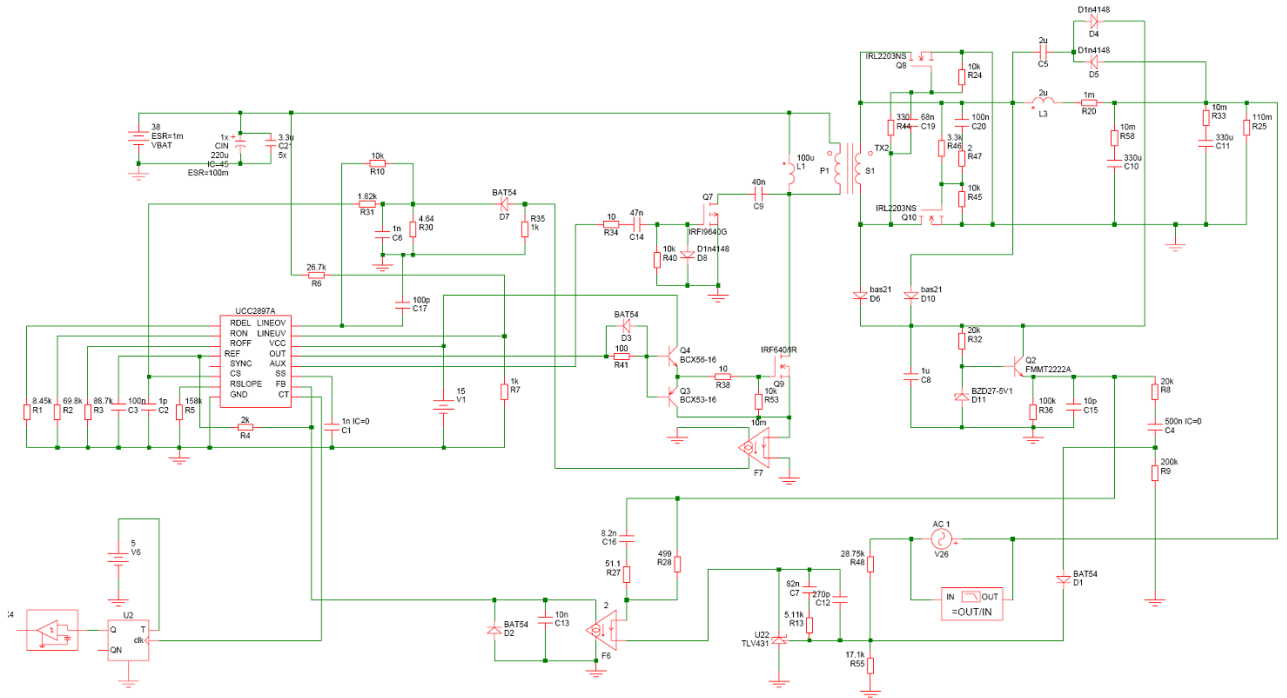 D1n4148
D4
2u
C5
D1n4148
D5
IRL2203NS
Q8
10k
R24
38
ESR=1m
VBAT
1x
CIN
220u
IC=45
ESR=100m
3.3u
C2
5x
10k
R10
1.82k
R31
1n
C6
4.64
R30
BAT54
D7
R35
1k
100u
L1
40n
C9
P1
TX2
S1
330
R44
68n
C19
100n
C20
3.3k
R46
2
R47
10k
R45
IRL2203NS
Q10
2u
L3
1m
R20
10m
R58
330u
C10
10m
R33
330u
C11
110m
R25
Q7
IRFI9640G
10
R34
47n
C14
10k
R40
D1n4148
D8
26.7k
R6
100p
C17
UCC2897A
RDEL LINEOV
RON LINEUV
ROFF VCC
REF OUT
SYNC AUX
CS SS
RSLOPE FB
GND CT
8.45k
R1
69.8k
R2
88.7k
R3
100n
C3
1p
C2
158k
R5
2k
R4
1n IC=0
C1
15
V1
1k
R7
BAT54
D3
100
R41
Q4
BCX56-16
Q3
BCX53-16
10
R38
10k
R53
IRF640/IR
Q9
10m
F7
bas21
D6
bas21
D10
1u
C8
20k
R32
BZD27-5V1
D11
Q2
FMMT2222A
100k
R36
10p
C15
20k
R8
500n IC=0
C4
200k
R9
5
V6
U2
Q T
clk
QN
8.2n
C16
51.1
R27
499
R28
BAT54
D2
10n
C13
2
F6
U22
TLV431
82n
C7
270p
C12
5.11k
R13
28.75k
R48
17.1k
R55
AC 1
V26
IN OUT
=OUT/IN
BAT54
D1